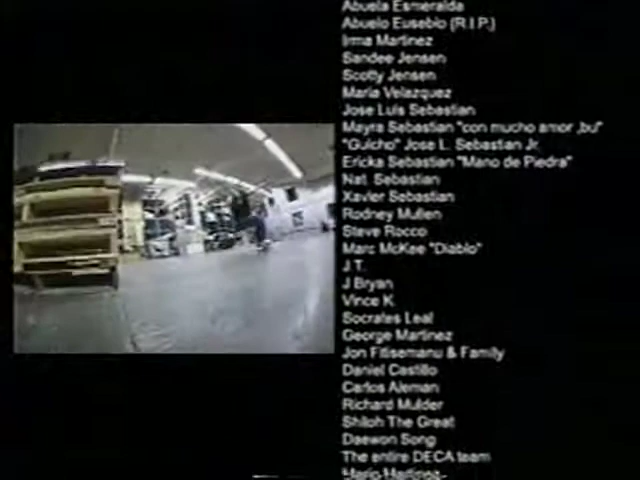 Abuela Esmeralda
Abuelo Eusebio (R.I.P.)
Irma Martinez
Sandee Jensen
Scotty Jensen
Maria Velazquez
Jose Luis Sebastian
Mayra Sebastian "con mucho amor ,bu"
"Guicho" Jose L. Sebastian Jr.
Ericka Sebastian "Mano de Piedra"
Nat. Sebastian
Xavier Sebastian
Rodney Mullen
Steve Rocco
Marc McKee "Diablo"
J.T.
J Bryan
Vince K
Socrates Leal
George Martinez
Jon Fitisemanu & Family
Daniel Castillo
Carlos Aleman
Richard Mulder
Shiloh The Great
Daewon Song
The entire DECA team
Mario Martinez